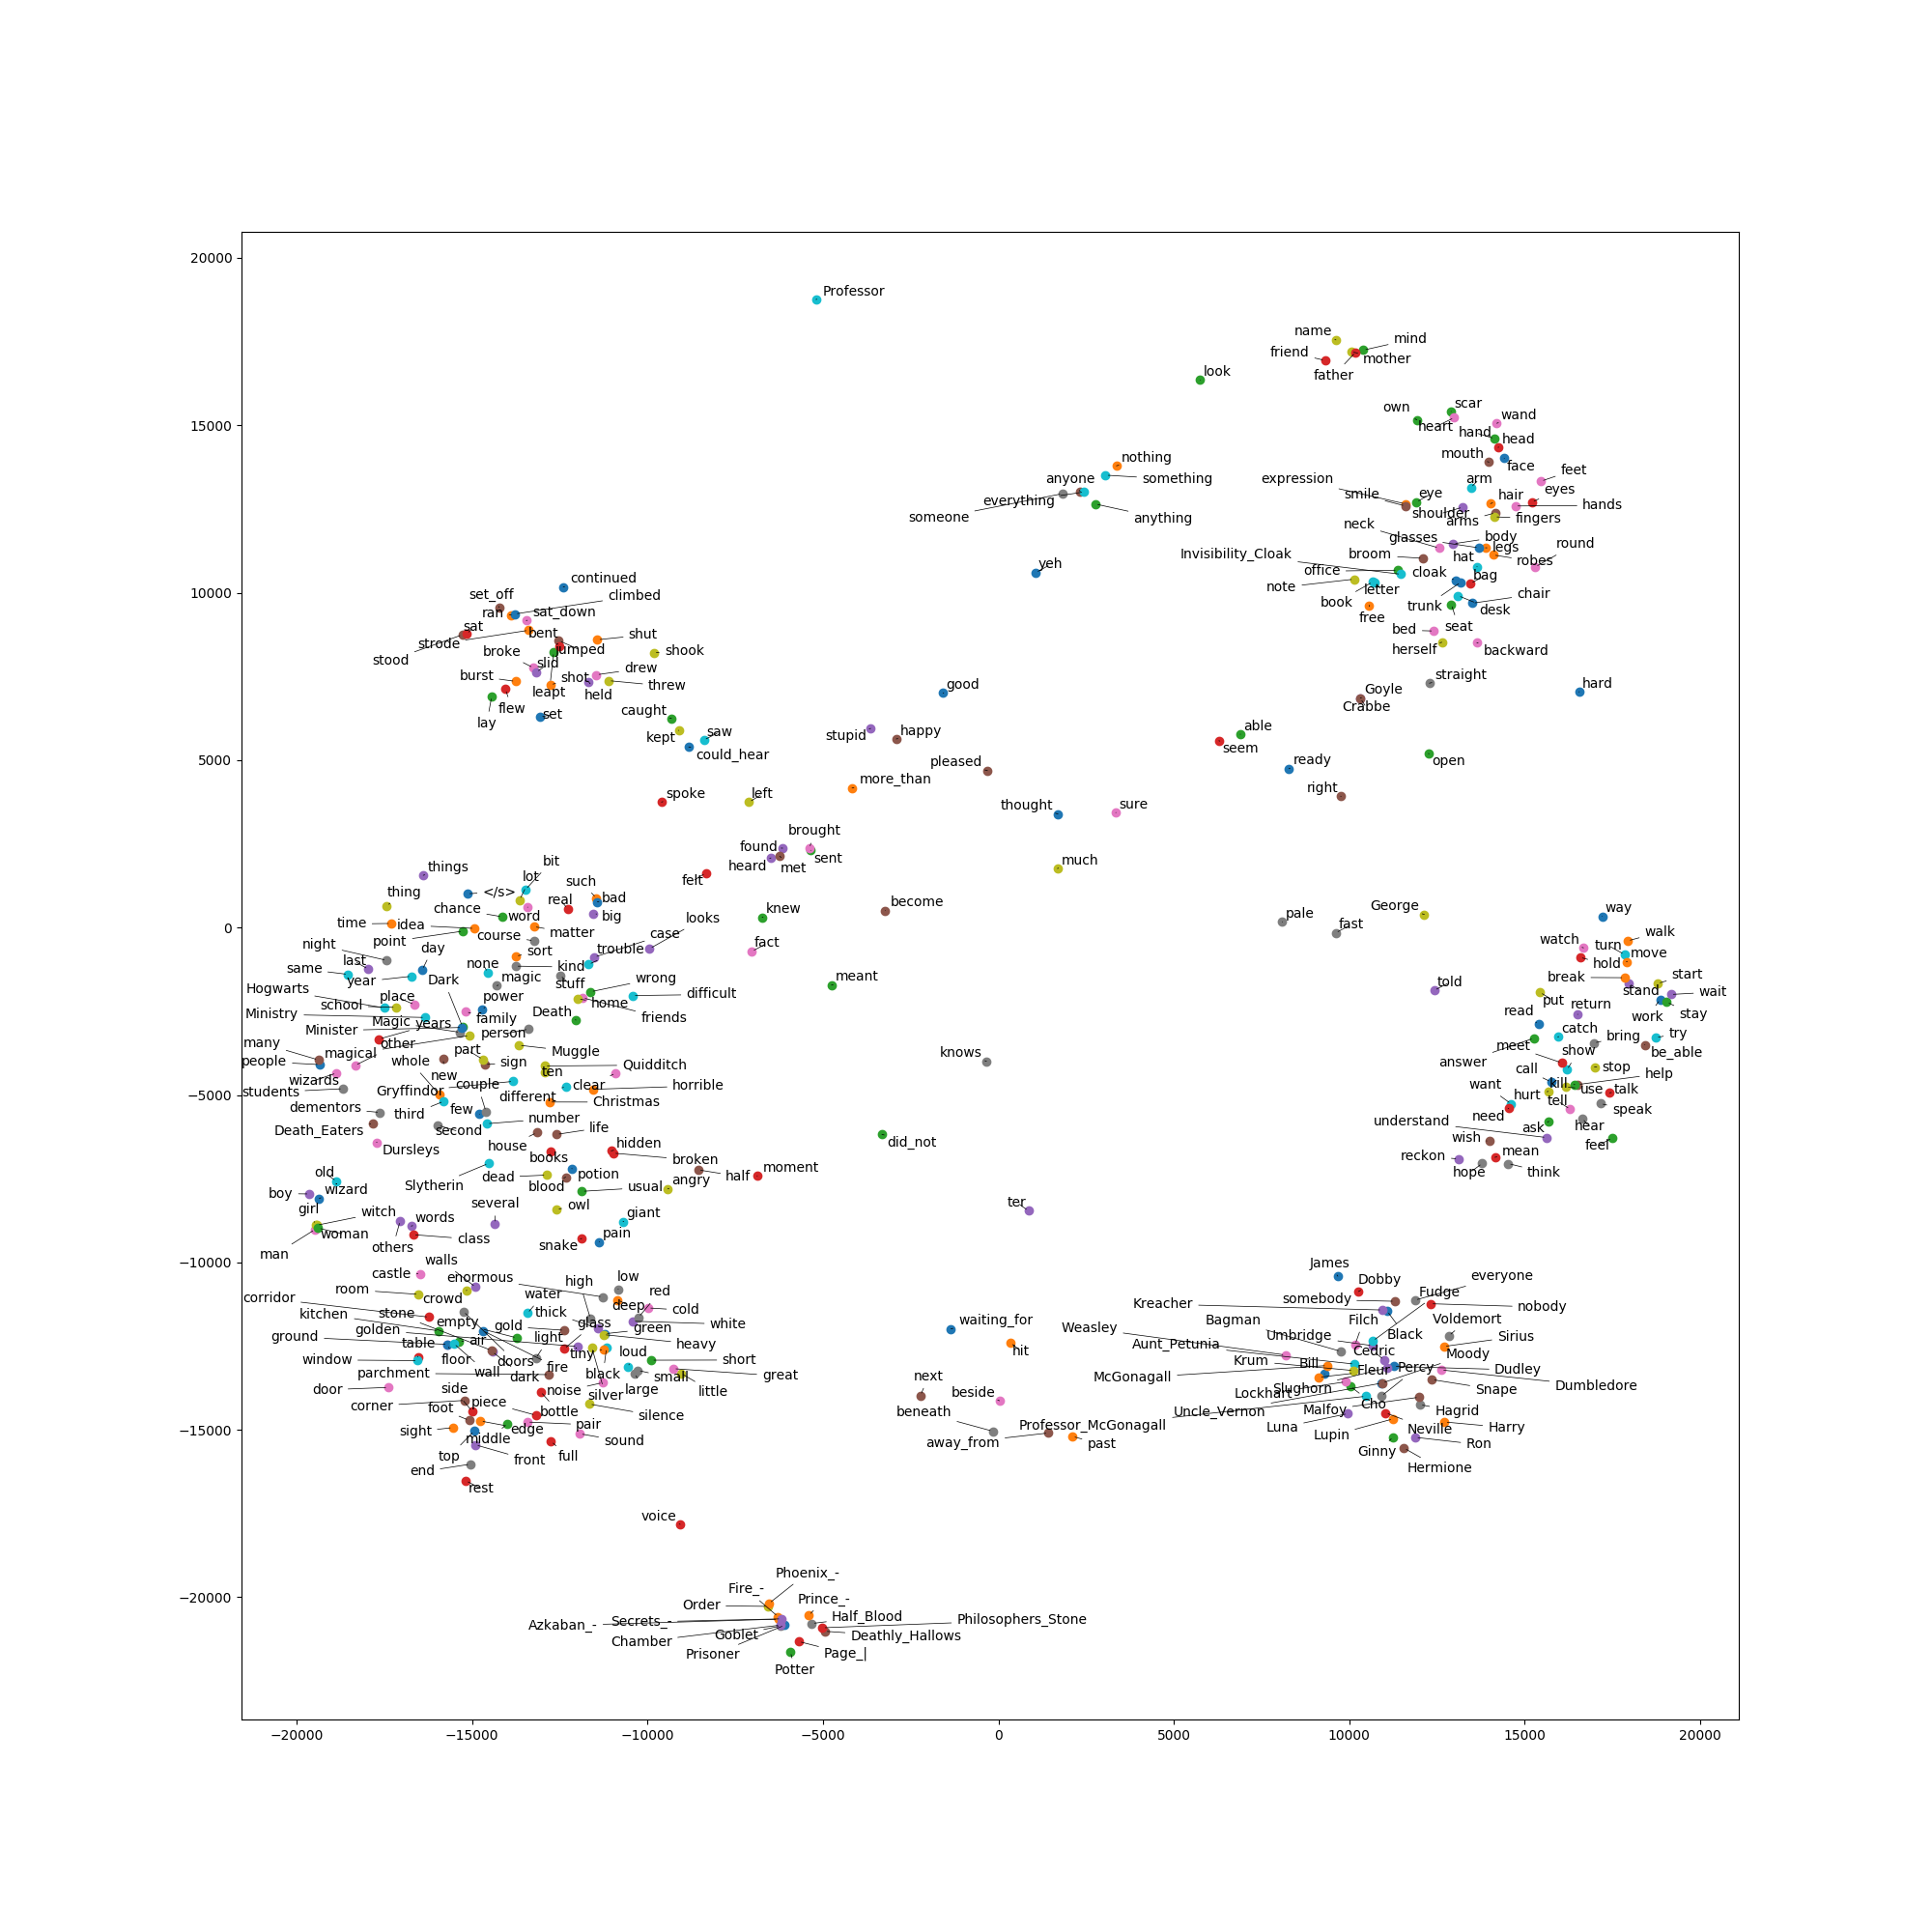 20000
15000
10000
5000
0
−5000
−10000
−15000
−20000
Professor
name
mind
friend
mother
father
look
own
scar
heart
wand
hand
head
mouth
face
nothing
something
anyone
everything
someone
anything
expression
smile
eye
arm
feet
hair
eyes
hands
shoulder
arms
fingers
neck
glasses
body
legs
hat
robes
round
Invisibility_Cloak
broom
office
cloak
bag
note
letter
book
free
trunk
desk
chair
seat
bed
herself
backward
yeh
continued
set_off
climbed
ran
sat_down
sat
strode
stood
bent
jumped
shut
shook
broke
slid
drew
burst
shot
threw
leapt
held
flew
lay
set
caught
kept
saw
could_hear
good
stupid
happy
pleased
more_than
straight
Goyle
Crabbe
hard
able
seem
ready
open
right
spoke
left
thought
sure
brought
found
heard
met
sent
felt
much
things
bit
lot
</s>
such
bad
thing
chance
word
real
big
time
idea
matter
point
course
knew
looks
case
fact
become
night
day
sort
trouble
last
none
kind
same
year
Dark
magic
stuff
wrong
difficult
Hogwarts
place
school
power
home
friends
Ministry
Magic
years
family
Death
Minister
person
many
other
people
magical
whole
part
sign
Muggle
Quidditch
wizards
new
ten
students
Gryffindor
couple
clear
horrible
different
Christmas
dementors
third
few
number
Death_Eaters
second
life
Dursleys
house
books
hidden
broken
old
Slytherin
dead
blood
potion
half
moment
angry
usual
boy
wizard
owl
girl
witch
words
several
giant
woman
man
others
class
snake
pain
meant
knows
did_not
ter
pale
fast
George
way
watch
turn
walk
move
hold
told
break
start
stand
wait
put
return
work
stay
read
catch
bring
try
be_able
answer
meet
show
call
stop
help
want
hurt
kill
use
talk
need
tell
speak
understand
ask
hear
wish
feel
reckon
mean
hope
think
castle
walls
enormous
high
low
room
crowd
water
red
corridor
thick
deep
cold
kitchen
stone
empty
gold
glass
white
ground
golden
air
light
green
heavy
window
table
floor
doors
tiny
loud
short
wall
fire
parchment
dark
black
small
great
door
side
piece
noise
silver
large
little
corner
foot
bottle
silence
sight
middle
edge
pair
sound
top
front
full
end
rest
voice
waiting_for
hit
next
beside
beneath
away_from
Professor_McGonagall
past
James
Dobby
everyone
somebody
Fudge
nobody
Kreacher
Bagman
Filch
Voldemort
Weasley
Umbridge
Black
Sirius
Aunt_Petunia
Cedric
Moody
Krum
Bill
Fleur
Percy
Dudley
McGonagall
Slughorn
Dumbledore
Lockhart
Snape
Uncle_Vernon
Malfoy
Cho
Hagrid
Luna
Lupin
Neville
Harry
Ginny
Ron
Hermione
Phoenix_-
Fire_-
Order
Prince_-
Secrets_-
Half_Blood
Philosophers_Stone
Azkaban_-
Chamber
Goblet
Deathly_Hallows
Prisoner
Page_|
Potter
−20000 −15000 −10000 −5000 0 5000 10000 15000 20000